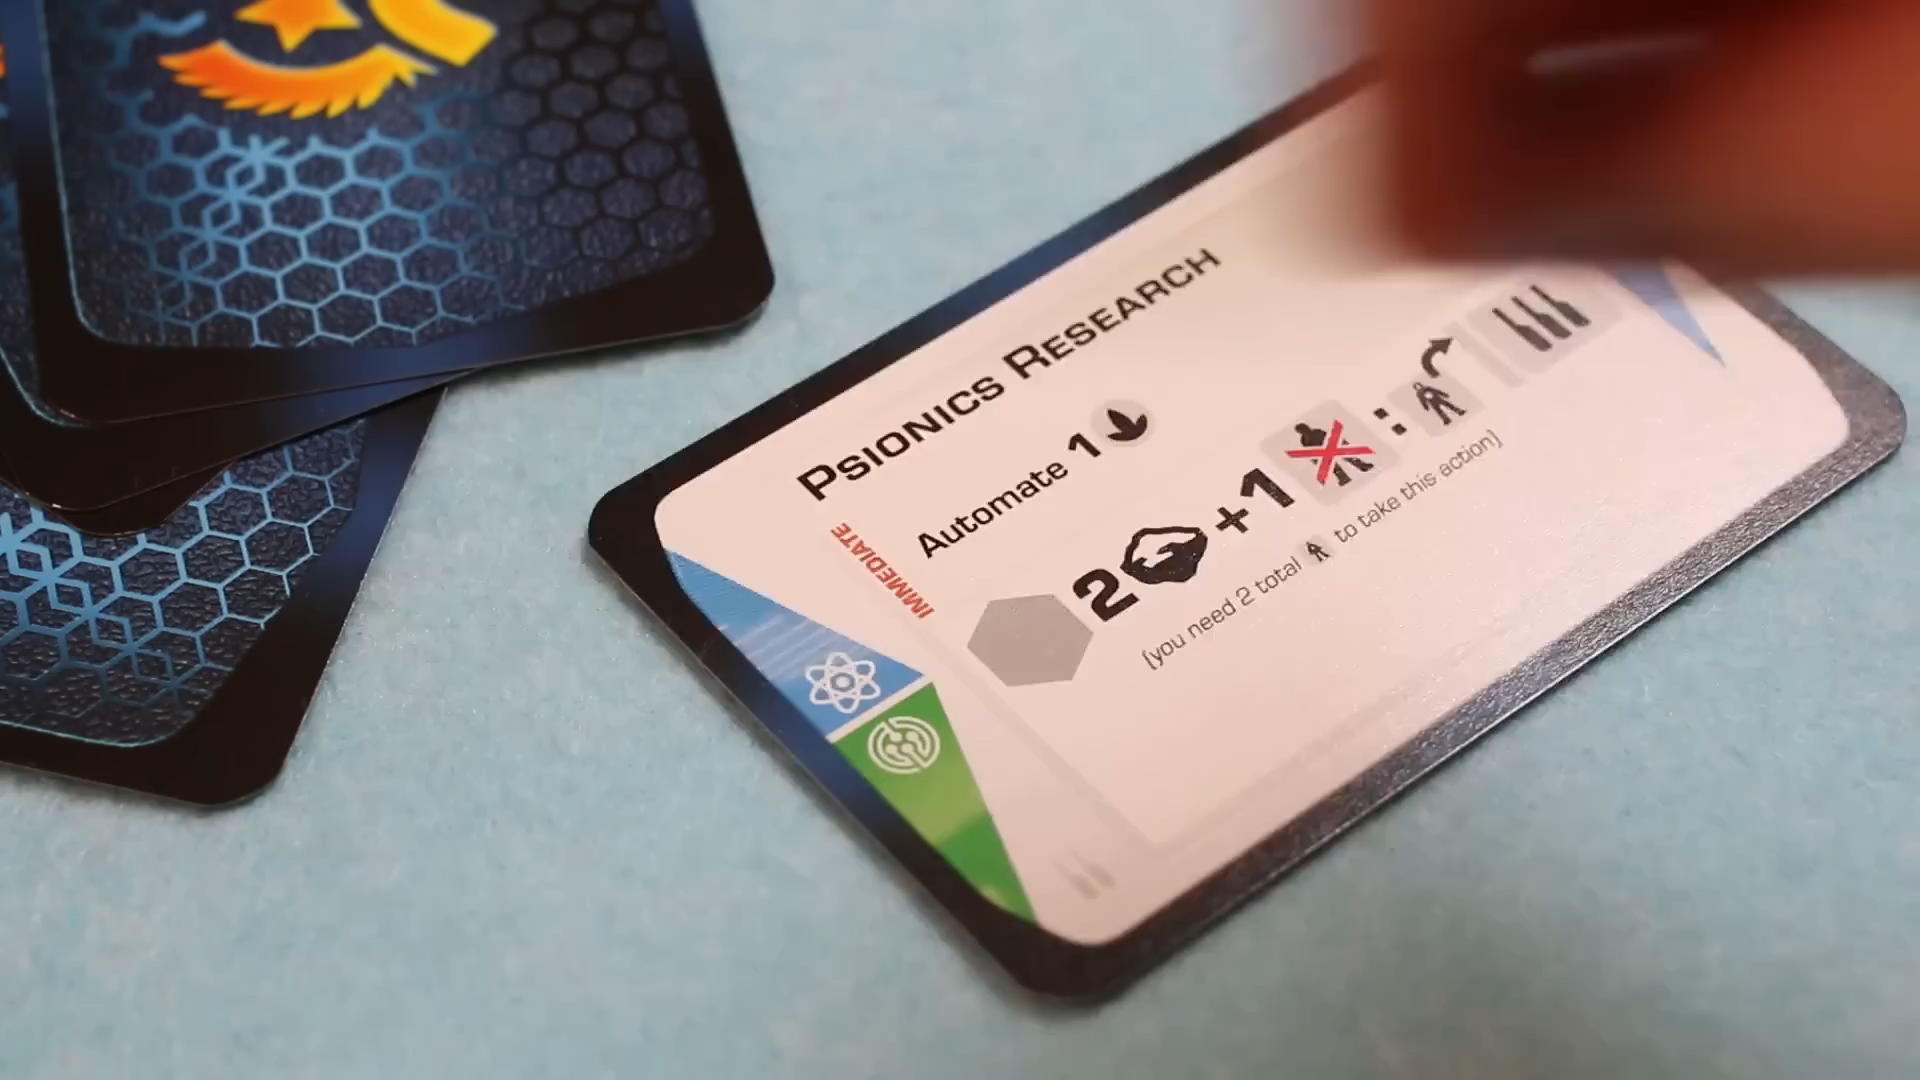 PSIONICS RESEARCH
IMMEDIATE
Automate 1
2 + 1 :
(you need 2 total to take this action)